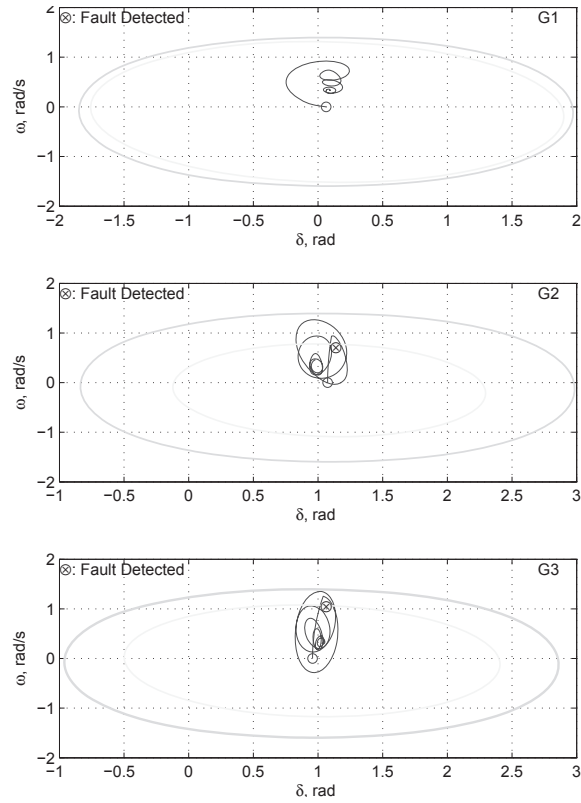 ⊗: Fault Detected G1
2
1
0
−1
−2
ω, rad/s
−2 −1.5 −1 −0.5 0 0.5 1 1.5 2
δ, rad
⊗: Fault Detected G2
2
1
0
−1
−2
ω, rad/s
−1 −0.5 0 0.5 1 1.5 2 2.5 3
δ, rad
⊗: Fault Detected G3
2
1
0
−1
−2
ω, rad/s
−1 −0.5 0 0.5 1 1.5 2 2.5 3
δ, rad